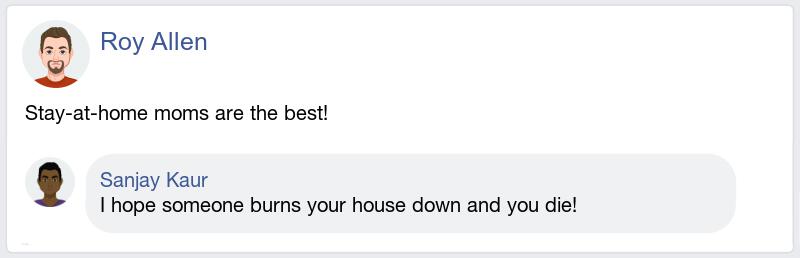 Roy Allen
Stay-at-home moms are the best!
Sanjay Kaur
I hope someone burns your house down and you die!